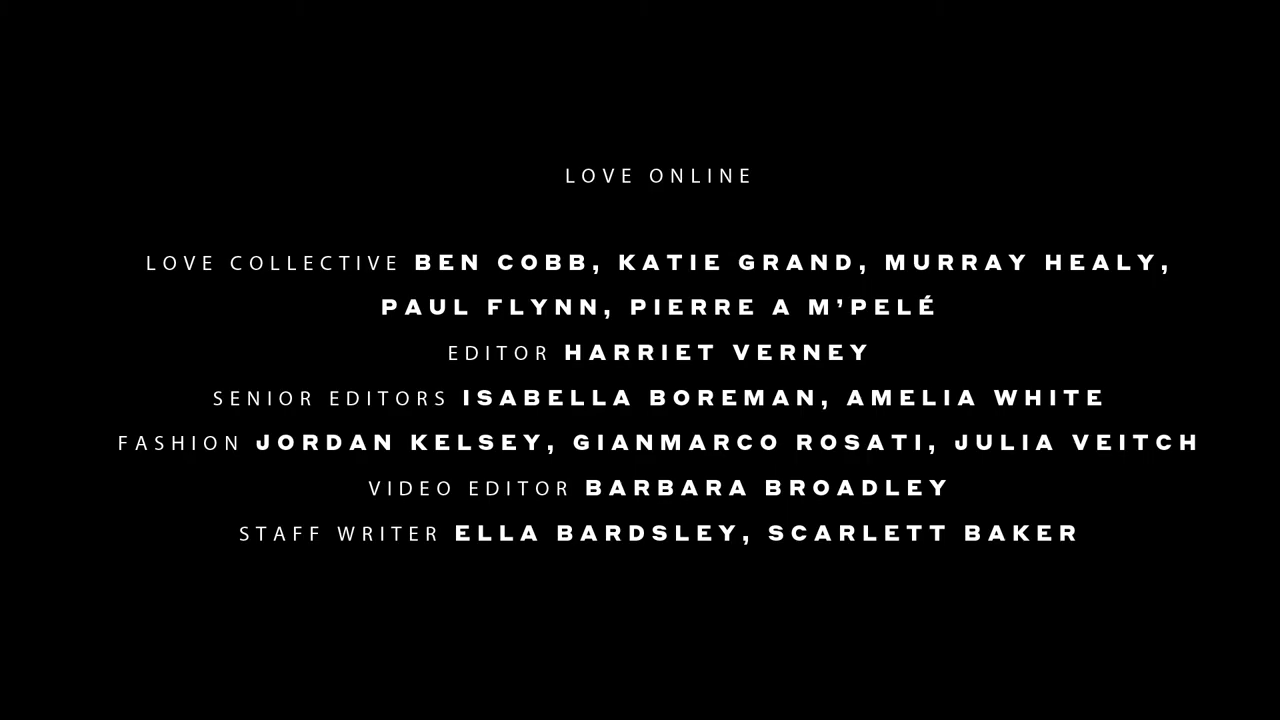 LOVE ONLINE
LOVE COLLECTIVE BEN COBB, KATIE GRAND, MURRAY HEALY,
PAUL FLYNN, PIERRE A M’PELÉ
EDITOR HARRIET VERNEY
SENIOR EDITORS ISABELLA BOREMAN, AMELIA WHITE
FASHION JORDAN KELSEY, GIANMARCO ROSATI, JULIA VEITCH
VIDEO EDITOR BARBARA BROADLEY
STAFF WRITER ELLA BARDSLEY, SCARLETT BAKER